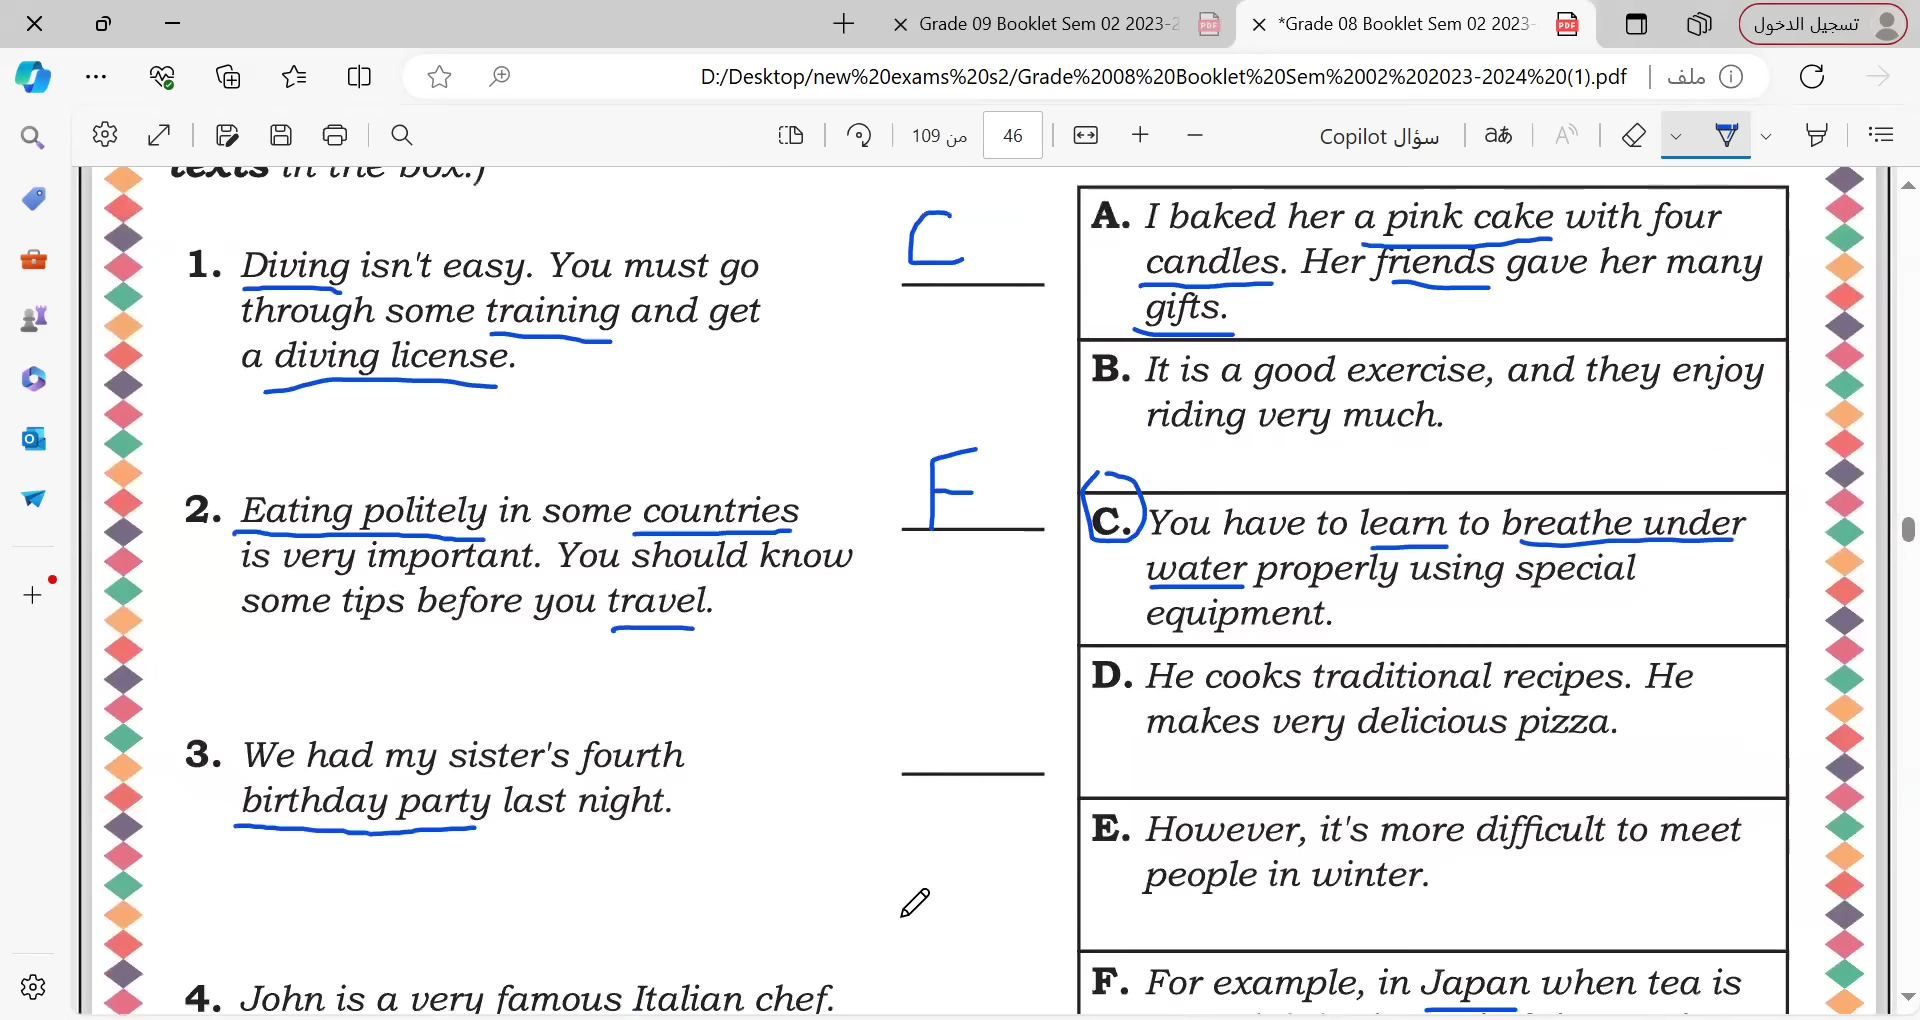 Grade 09 Booklet Sem 02 2023-2
*Grade 08 Booklet Sem 02 2023-
تسجيل الدخول
D:/Desktop/new%20exams%20s2/Grade%2008%20Booklet%20Sem%2002%202023-2024%20(1).pdf
ملف
46 من 109
سؤال Copilot
texts in the box.)
1. Diving isn't easy. You must go
through some training and get
a diving license.
C
2. Eating politely in some countries
is very important. You should know
some tips before you travel.
F
3. We had my sister's fourth
birthday party last night.
4. John is a very famous Italian chef.
A. I baked her a pink cake with four
candles. Her friends gave her many
gifts.
B. It is a good exercise, and they enjoy
riding very much.
C. You have to learn to breathe under
water properly using special
equipment.
D. He cooks traditional recipes. He
makes very delicious pizza.
E. However, it's more difficult to meet
people in winter.
F. For example, in Japan when tea is